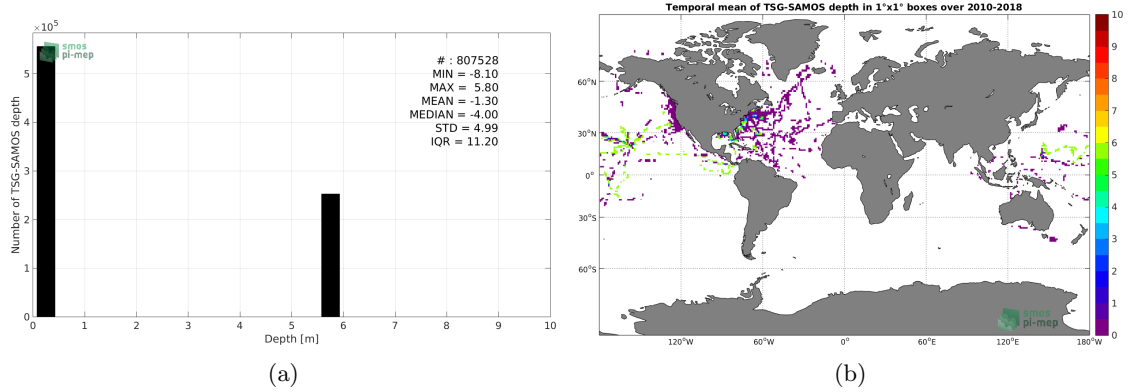 ×10⁵
smos
pi-mep
# : 807528
MIN = -8.10
MAX = 5.80
MEAN = -1.30
MEDIAN = -4.00
STD = 4.99
IQR = 11.20
Number of TSG-SAMOS depth
5
4
3
2
1
0
0 1 2 3 4 5 6 7 8 9 10
Depth [m]
(a)
Temporal mean of TSG-SAMOS depth in 1°x1° boxes over 2010-2018
60°N
30°N
0°
30°S
60°S
120°W 60°W 0° 60°E 120°E 180°W
smos
pi-mep
10
9
8
7
6
5
4
3
2
1
0
(b)